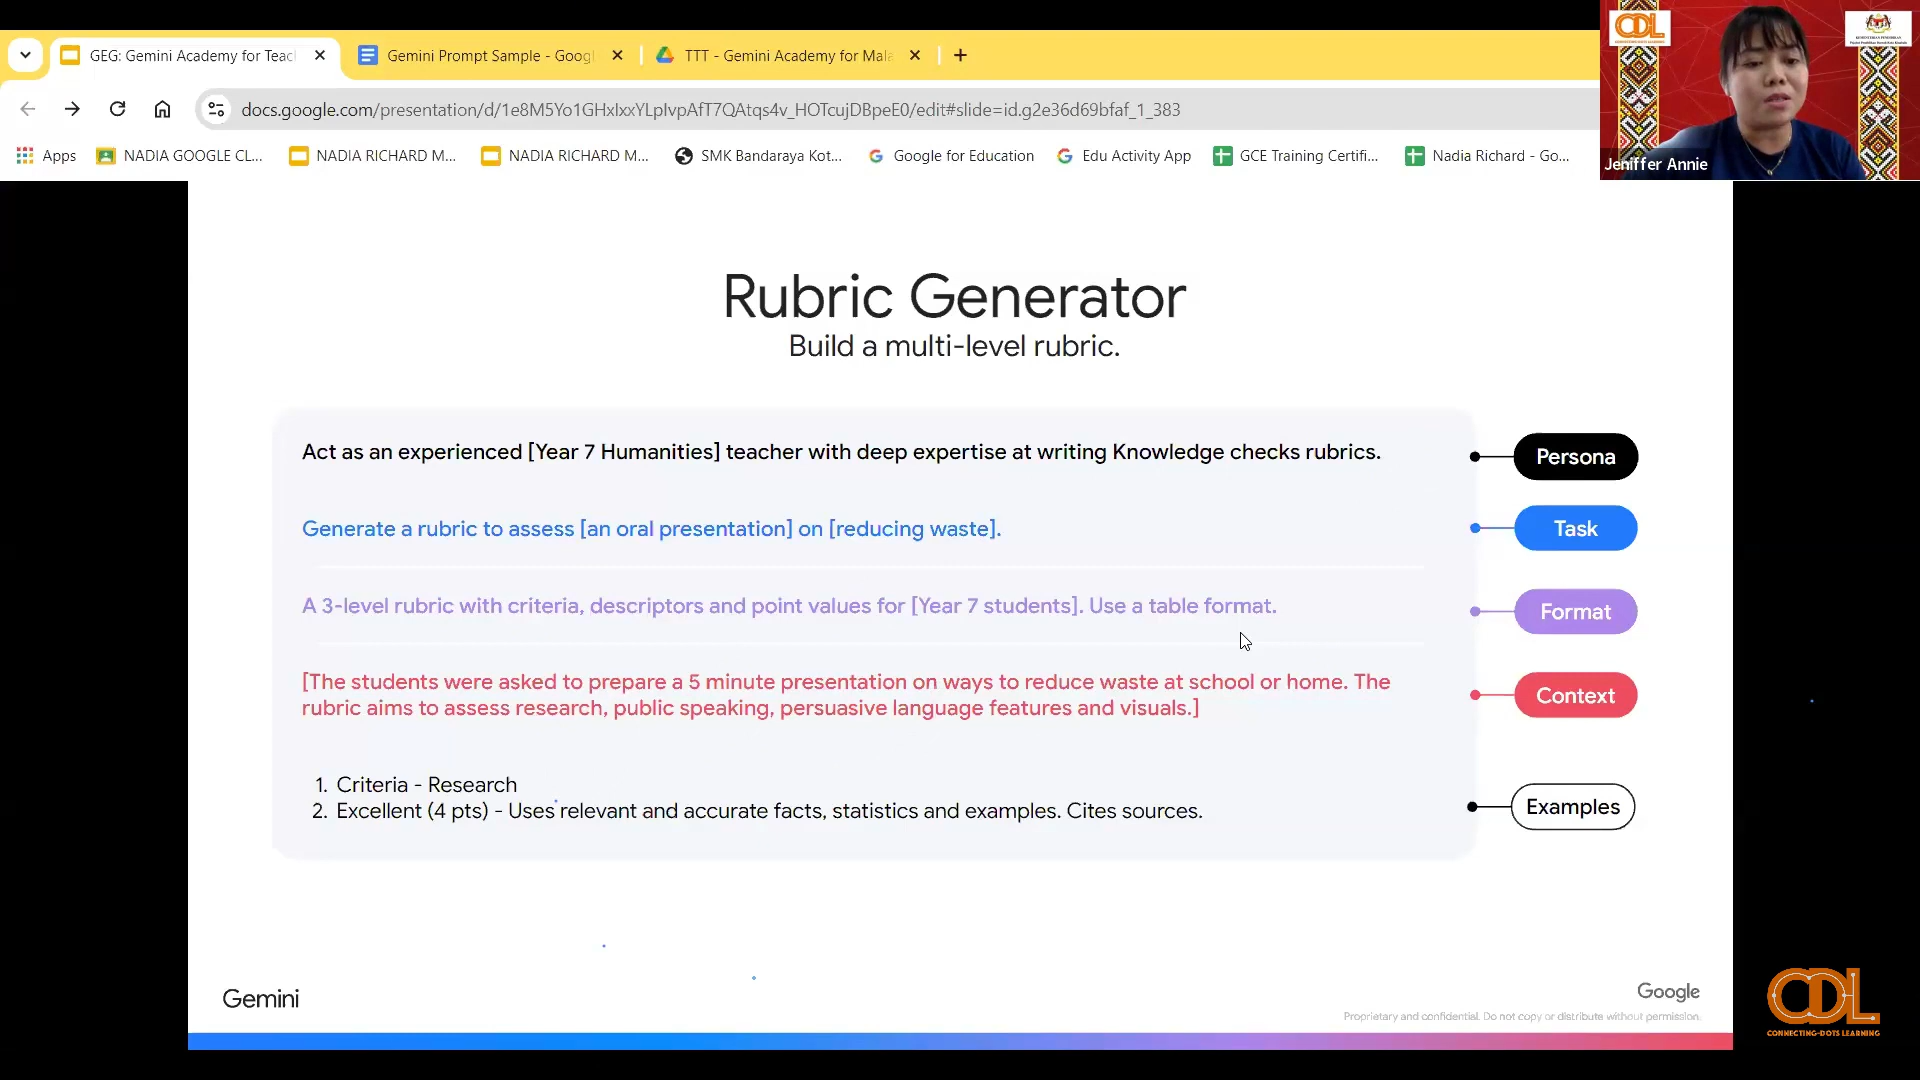 GEG: Gemini Academy for Teac
Gemini Prompt Sample - Googl
TTT - Gemini Academy for Mala
docs.google.com/presentation/d/1e8M5Yo1GHxlxxYLpIvpAfT7QAtqs4v_HOTcujDBpeE0/edit#slide=id.g2e36d69bfaf_1_383
Apps
NADIA GOOGLE CL...
NADIA RICHARD M...
NADIA RICHARD M...
SMK Bandaraya Kot...
Google for Education
Edu Activity App
GCE Training Certifi...
Nadia Richard - Go...
CDL
Jeniffer Annie
Rubric Generator
Build a multi-level rubric.
Act as an experienced [Year 7 Humanities] teacher with deep expertise at writing Knowledge checks rubrics.
Persona
Generate a rubric to assess [an oral presentation] on [reducing waste].
Task
A 3-level rubric with criteria, descriptors and point values for [Year 7 students]. Use a table format.
Format
[The students were asked to prepare a 5 minute presentation on ways to reduce waste at school or home. The
rubric aims to assess research, public speaking, persuasive language features and visuals.]
Context
1. Criteria - Research
2. Excellent (4 pts) - Uses relevant and accurate facts, statistics and examples. Cites sources.
Examples
Gemini
Google
Proprietary and confidential. Do not copy or distribute without permission.
CDL
CONNECTING-DOTS LEARNING